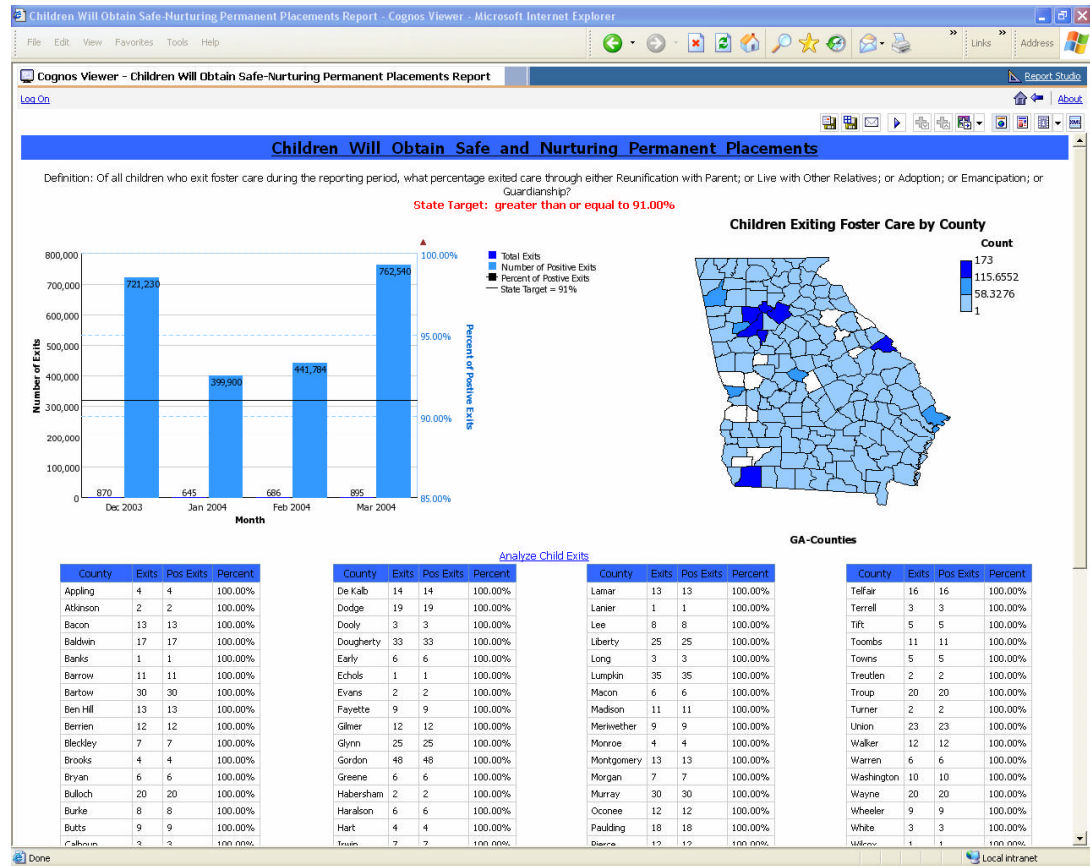 Children Will Obtain Safe-Nurturing Permanent Placements Report - Cognos Viewer - Microsoft Internet Explorer
File Edit View Favorites Tools Help
» Links » Address
Cognos Viewer - Children Will Obtain Safe-Nurturing Permanent Placements Report
Report Studio
Log On
About
Children Will Obtain Safe and Nurturing Permanent Placements
Definition: Of all children who exit foster care during the reporting period, what percentage exited care through either Reunification with Parent; or Live with Other Relatives; or Adoption; or Emancipation; or
Guardianship?
State Target: greater than or equal to 91.00%
800,000
700,000
600,000
500,000
400,000
300,000
200,000
100,000
0
Number of Exits
721,230
399,900
441,784
762,540
870
645
686
895
Dec 2003 Jan 2004 Feb 2004 Mar 2004
Month
100.00%
95.00%
90.00%
85.00%
Percent of Postive Exits
Total Exits
Number of Positive Exits
Percent of Postive Exits
State Target = 91%
Children Exiting Foster Care by County
Count
173
115.6552
58.3276
1
GA-Counties
Analyze Child Exits
County Exits Pos Exits Percent County Exits Pos Exits Percent County Exits Pos Exits Percent County Exits Pos Exits Percent
Appling 4 4 100.00% De Kalb 14 14 100.00% Lamar 13 13 100.00% Telfair 16 16 100.00%
Atkinson 2 2 100.00% Dodge 19 19 100.00% Lanier 1 1 100.00% Terrell 3 3 100.00%
Bacon 13 13 100.00% Dooly 3 3 100.00% Lee 8 8 100.00% Tift 5 5 100.00%
Baldwin 17 17 100.00% Dougherty 33 33 100.00% Liberty 25 25 100.00% Toombs 11 11 100.00%
Banks 1 1 100.00% Early 6 6 100.00% Long 3 3 100.00% Towns 5 5 100.00%
Barrow 11 11 100.00% Echols 1 1 100.00% Lumpkin 35 35 100.00% Treutlen 2 2 100.00%
Bartow 30 30 100.00% Evans 2 2 100.00% Macon 6 6 100.00% Troup 20 20 100.00%
Ben Hill 13 13 100.00% Fayette 9 9 100.00% Madison 11 11 100.00% Turner 2 2 100.00%
Berrien 12 12 100.00% Gilmer 12 12 100.00% Meriwether 9 9 100.00% Union 23 23 100.00%
Bleckley 7 7 100.00% Glynn 25 25 100.00% Monroe 4 4 100.00% Walker 12 12 100.00%
Brooks 4 4 100.00% Gordon 48 48 100.00% Montgomery 13 13 100.00% Warren 6 6 100.00%
Bryan 6 6 100.00% Greene 6 6 100.00% Morgan 7 7 100.00% Washington 10 10 100.00%
Bulloch 20 20 100.00% Habersham 2 2 100.00% Murray 30 30 100.00% Wayne 20 20 100.00%
Burke 8 8 100.00% Haralson 6 6 100.00% Oconee 12 12 100.00% Wheeler 9 9 100.00%
Butts 9 9 100.00% Hart 4 4 100.00% Paulding 18 18 100.00% White 3 3 100.00%
Calhoun 3 3 100.00% Irwin 7 7 100.00% Pierce 12 12 100.00% Wilcox 1 1 100.00%
Done
Local intranet